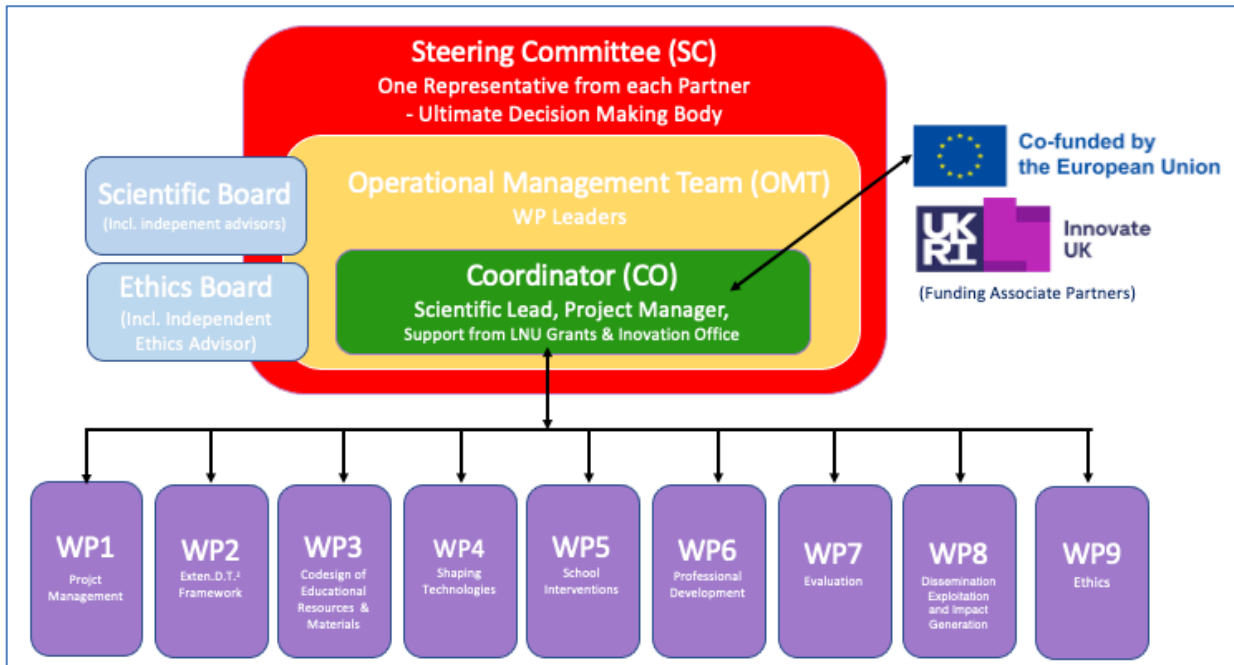 Steering Committee (SC)
One Representative from each Partner
- Ultimate Decision Making Body
Scientific Board
(Incl. indepenent advisors)
Ethics Board
(Incl. Independent
Ethics Advisor)
Operational Management Team (OMT)
WP Leaders
Coordinator (CO)
Scientific Lead, Project Manager,
Support from LNU Grants & Inovation Office
Co-funded by
the European Union
UK
RI
Innovate
UK
(Funding Associate Partners)
WP1
Projct
Management
WP2
Exten.D.T.²
Framework
WP3
Codesign of
Educational
Resources &
Materials
WP4
Shaping
Technologies
WP5
School
Interventions
WP6
Professional
Development
WP7
Evaluation
WP8
Dissemination
Exploitation
and Impact
Generation
WP9
Ethics